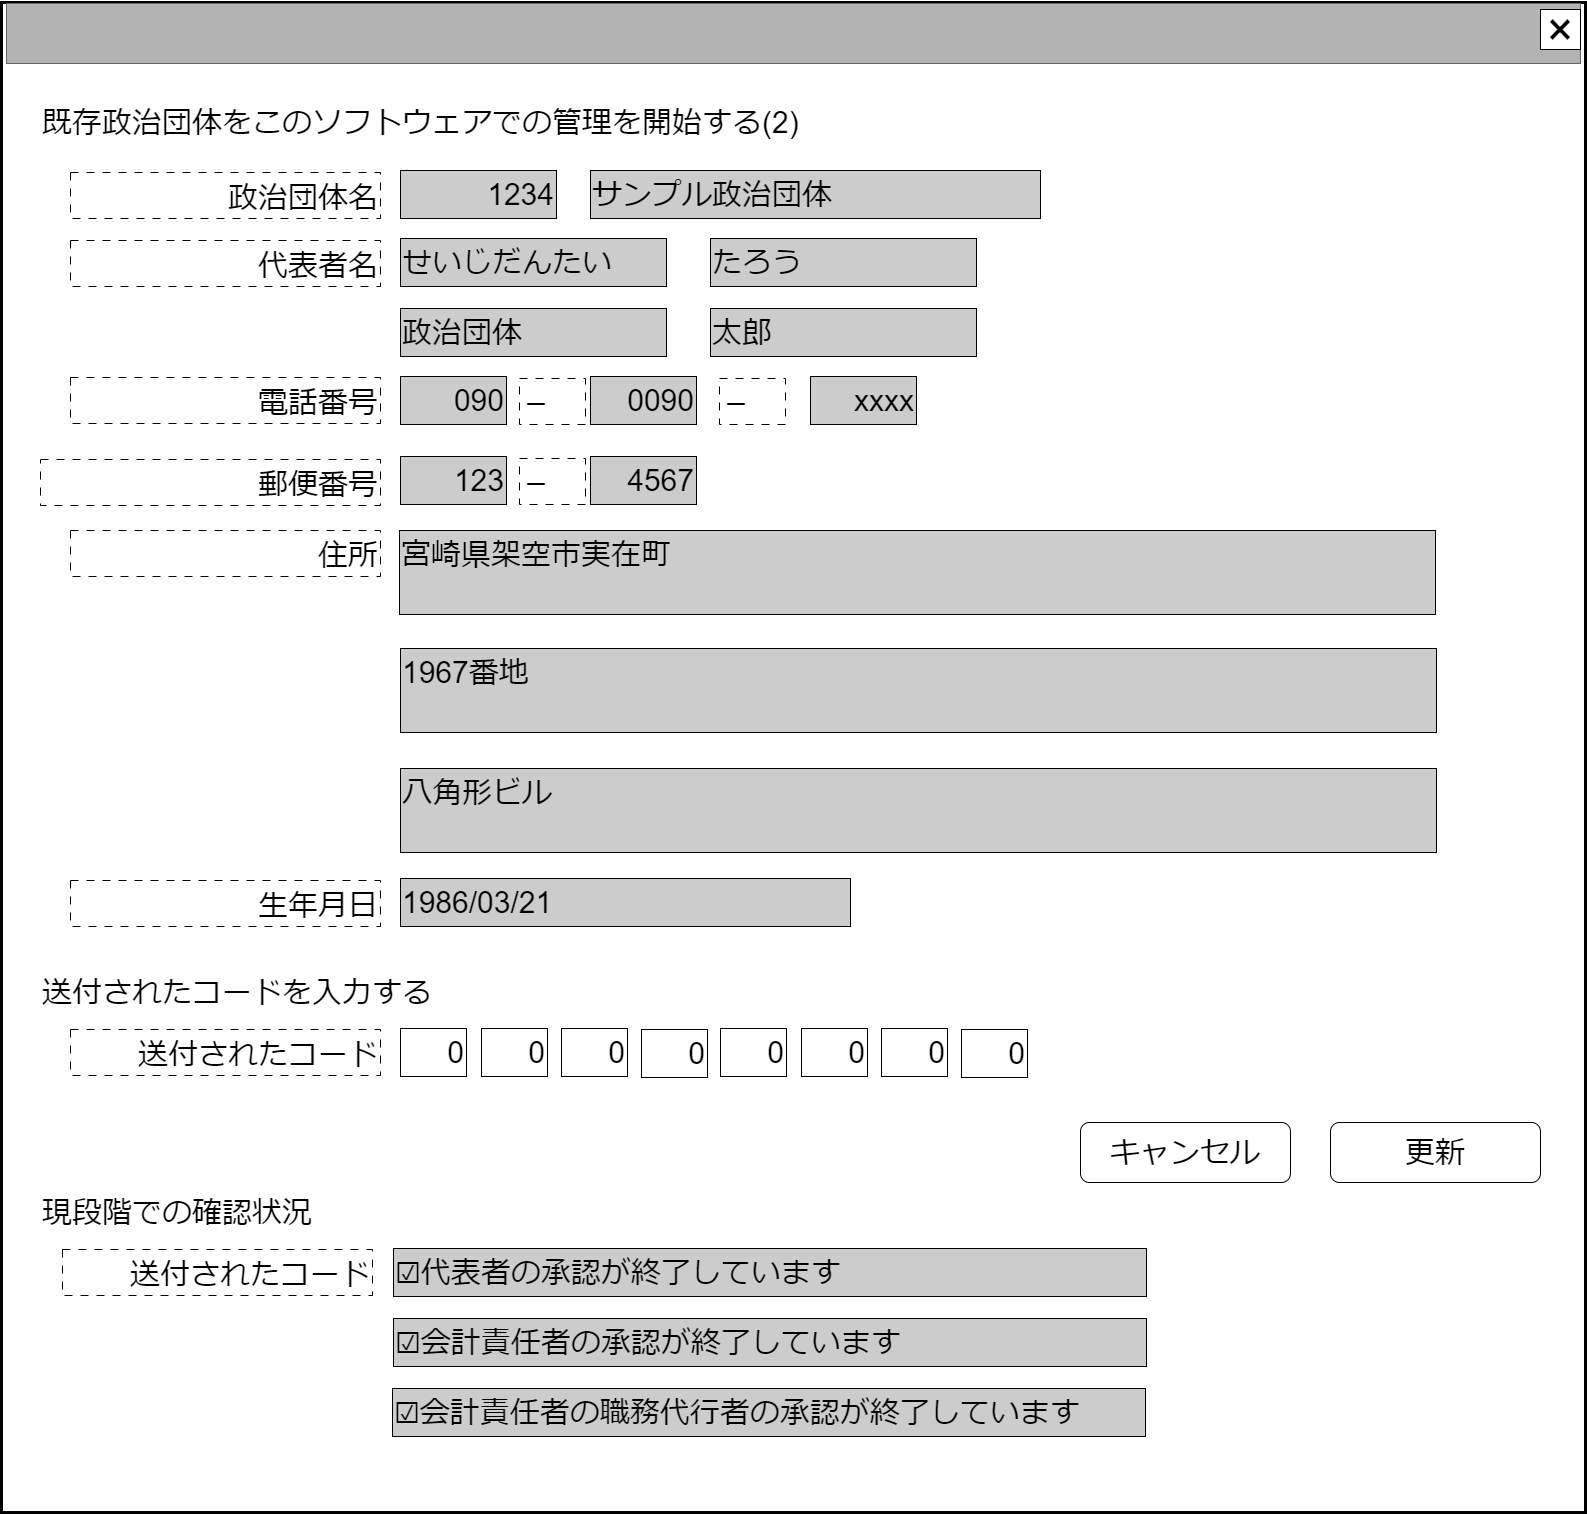 ×
既存政治団体をこのソフトウェアでの管理を開始する(2)
政治団体名 1234 サンプル政治団体
代表者名 せいじだんたい たろう
政治団体 太郎
電話番号 090 – 0090 – xxxx
郵便番号 123 – 4567
住所 宮崎県架空市実在町
1967番地
八角形ビル
生年月日 1986/03/21
送付されたコードを入力する
送付されたコード 0 0 0 0 0 0 0 0
キャンセル 更新
現段階での確認状況
送付されたコード ☑代表者の承認が終了しています
☑会計責任者の承認が終了しています
☑会計責任者の職務代行者の承認が終了しています